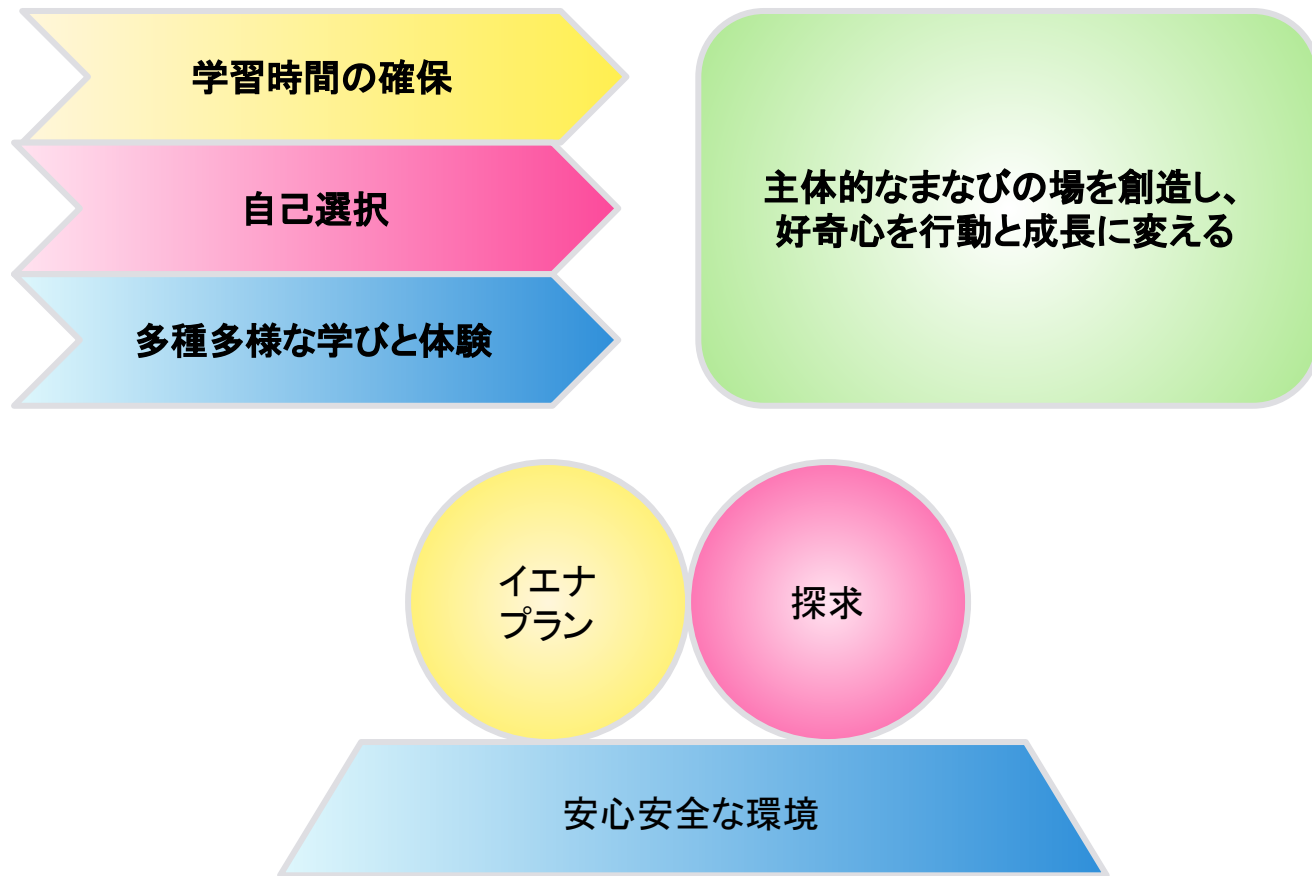 学習時間の確保
自己選択
多種多様な学びと体験
主体的なまなびの場を創造し、
好奇心を行動と成長に変える
イエナ
プラン
探求
安心安全な環境